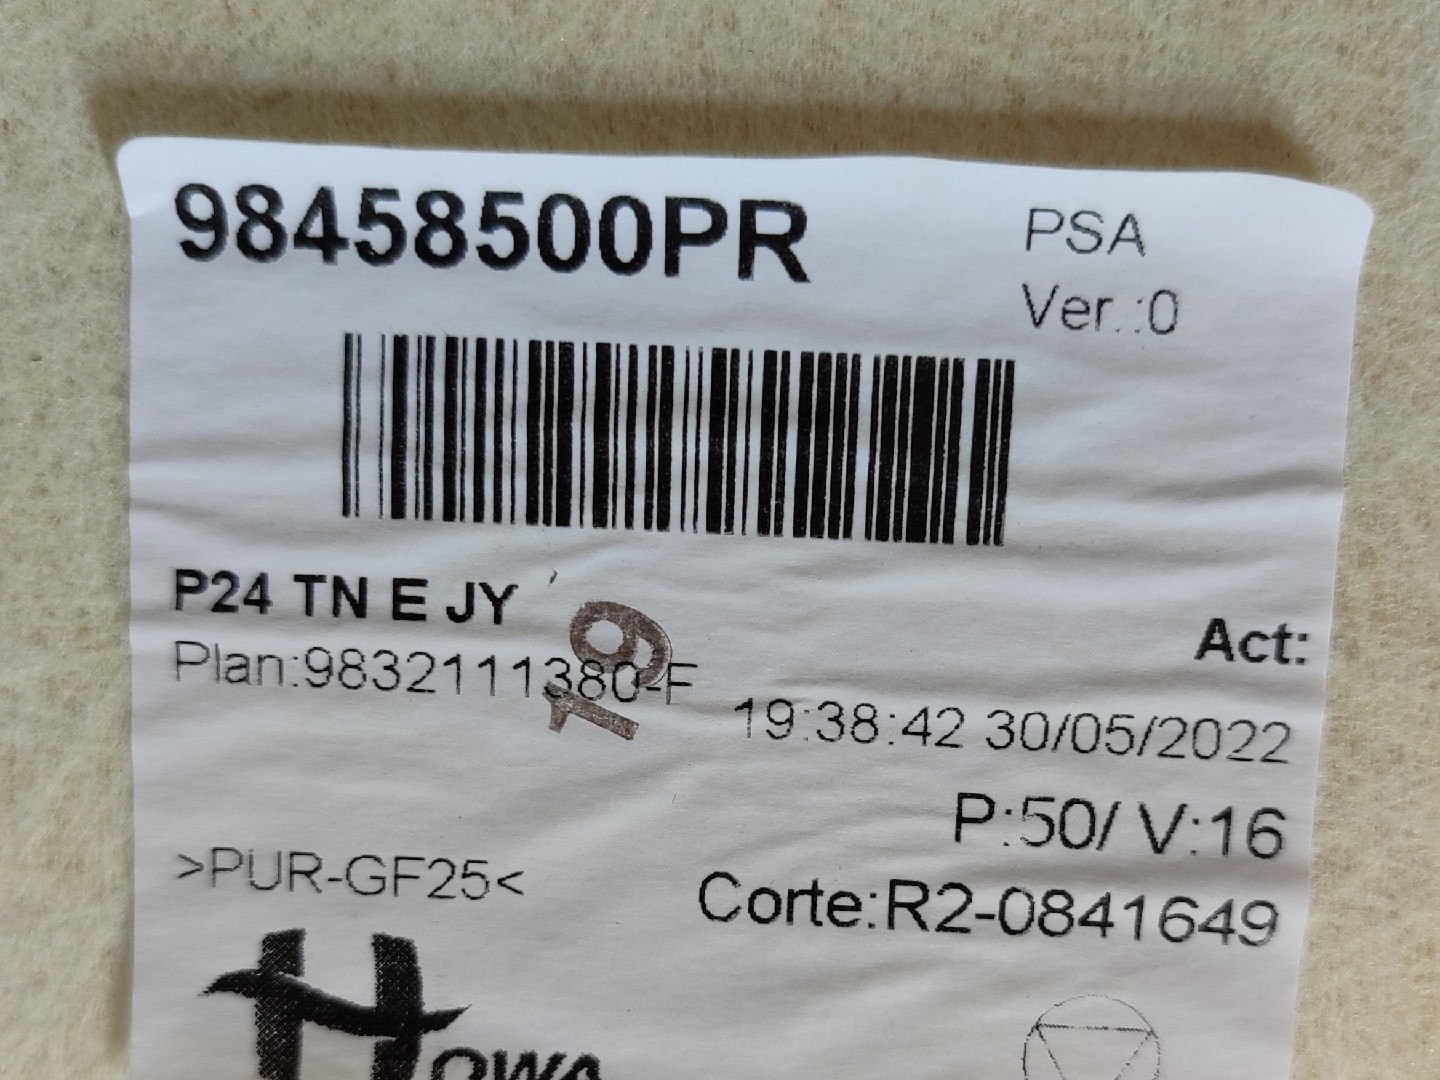 98458500PR
PSA
Ver.:0
P24 TN E JY
Plan:9832111380-F
19
Act:
19:38:42 30/05/2022
P:50/ V:16
>PUR-GF25<
Corte:R2-0841649
HOWA